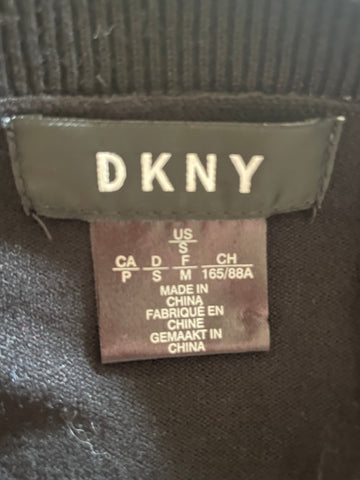 DKNY
US
S
CA D F CH
P S M 165/88A
MADE IN
CHINA
FABRIQUÉ EN
CHINE
GEMAAKT IN
CHINA